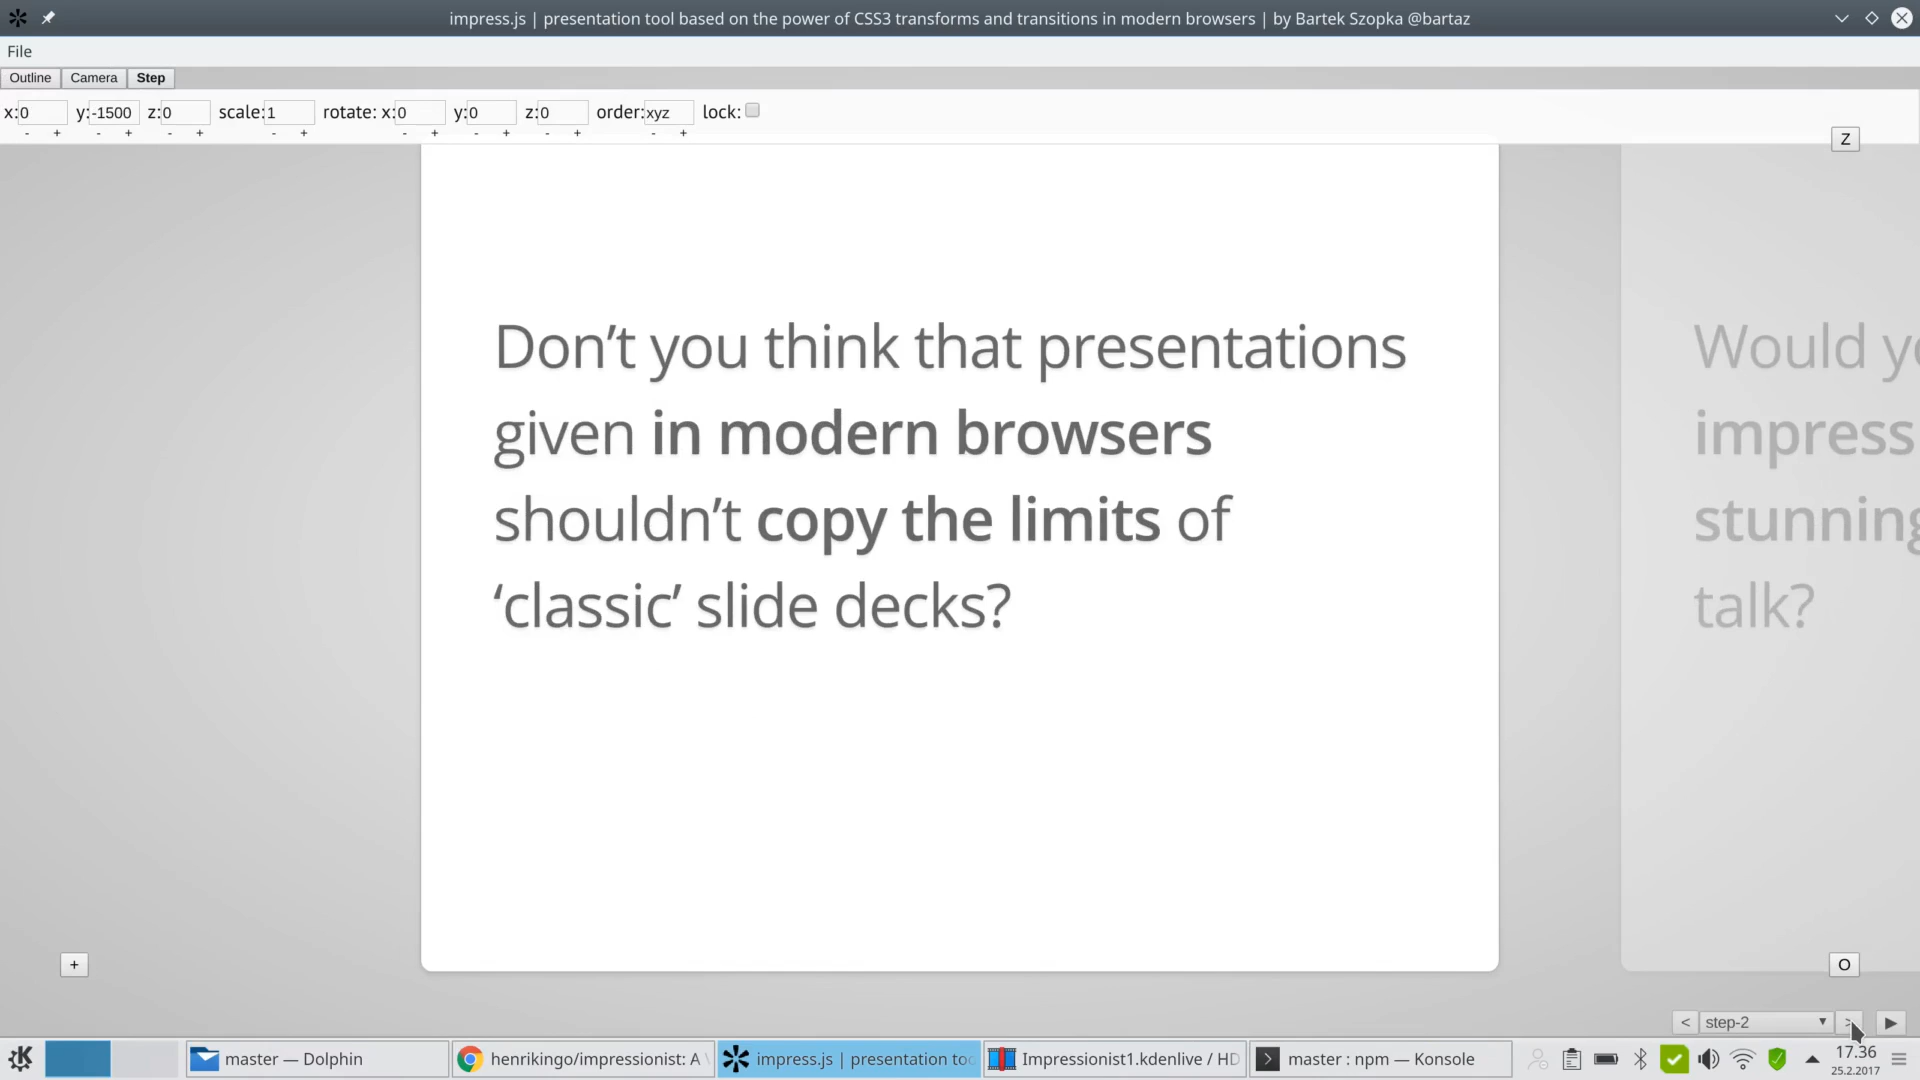 impress.js | presentation tool based on the power of CSS3 transforms and transitions in modern browsers | by Bartek Szopka @bartaz
File
Outline Camera Step
x:0 y:-1500 z:0 scale:1 rotate: x:0 y:0 z:0 order:xyz lock:
- + - + - + - + - + - + - + - +
Z
Don’t you think that presentations
given in modern browsers
shouldn’t copy the limits of
‘classic’ slide decks?
Would
impress
stunning
talk?
+
O
< step-2 ▼ > ▶
master — Dolphin
henrikingo/impressionist: A
impress.js | presentation
Impressionist1.kdenlive / HD
master : npm — Konsole
17.36
25.2.2017